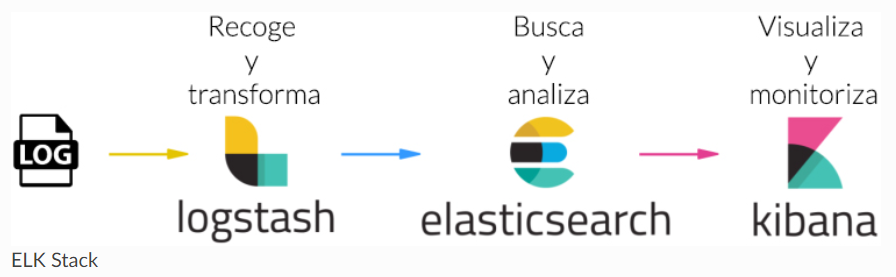 Recoge
y
transforma
Busca
y
analiza
Visualiza
y
monitoriza
LOG
logstash
elasticsearch
kibana
ELK Stack